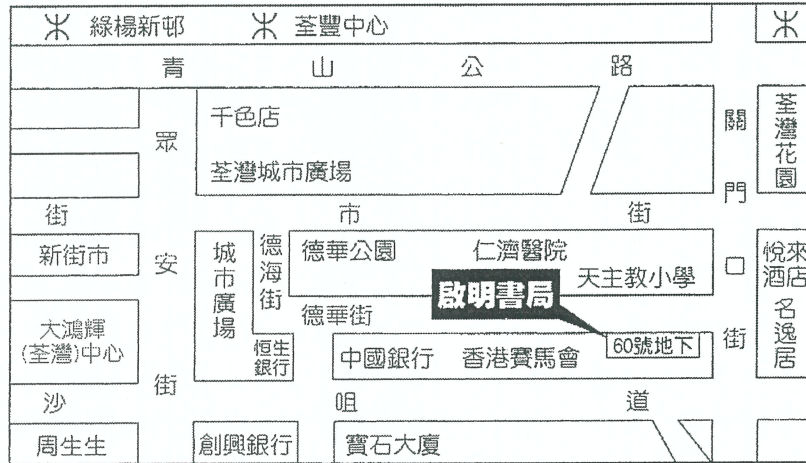 綠楊新邨
荃豐中心
青山公路
千色店
荃灣城市廣場
眾安街
關門口街
荃灣花園
街市街
新街市
城市廣場
德海街
德華公園
仁濟醫院
天主教小學
悅來酒店
名逸居
啟明書局
德華街
大鴻輝
(荃灣)中心
恒生
銀行
中國銀行
香港賽馬會
60號地下
沙咀道
周生生
創興銀行
寶石大廈